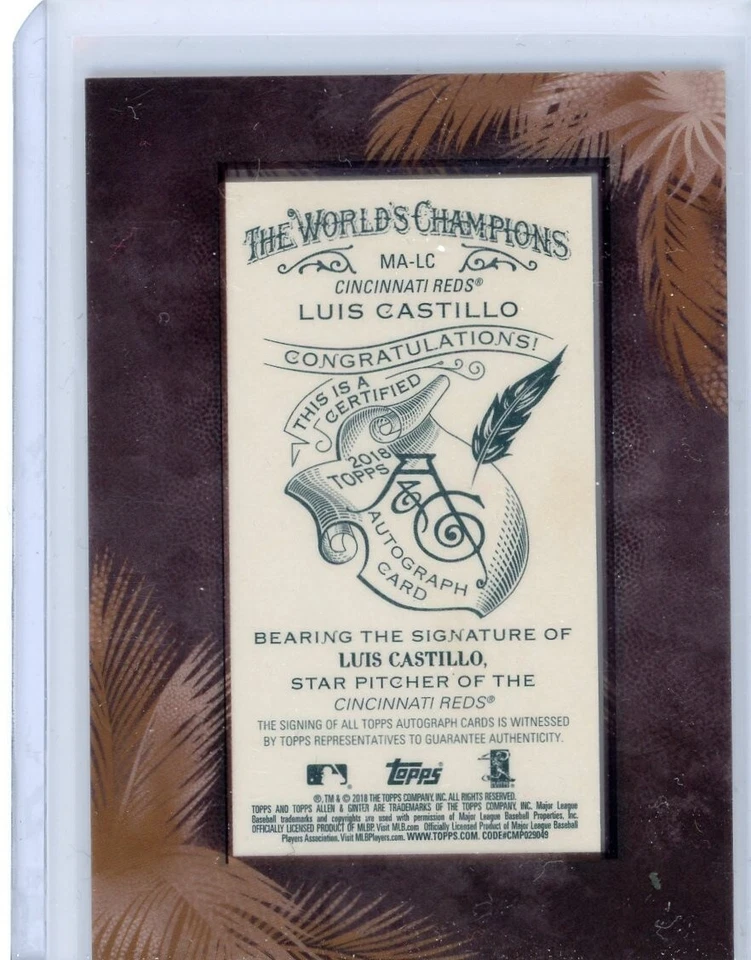 THE WORLD'S CHAMPIONS
MA-LC
CINCINNATI REDS®
LUIS CASTILLO
CONGRATULATIONS!
THIS IS A
CERTIFIED
2018
TOPPS
A&G
AUTOGRAPH
CARD
BEARING THE SIGNATURE OF
LUIS CASTILLO,
STAR PITCHER OF THE
CINCINNATI REDS®
THE SIGNING OF ALL TOPPS AUTOGRAPH CARDS IS WITNESSED
BY TOPPS REPRESENTATIVES TO GUARANTEE AUTHENTICITY.
topps®
®, TM & © 2018 THE TOPPS COMPANY, INC. ALL RIGHTS RESERVED.
TOPPS AND TOPPS ALLEN & GINTER ARE TRADEMARKS OF THE TOPPS COMPANY, INC. Major League
Baseball trademarks and copyrights are used with permission of Major League Baseball Properties, Inc.
OFFICIALLY LICENSED PRODUCT OF MLBP. Visit MLB.com Officially Licensed Product of Major League Baseball
Players Association. Visit MLBPlayers.com. WWW.TOPPS.COM. CODE#CMP029049